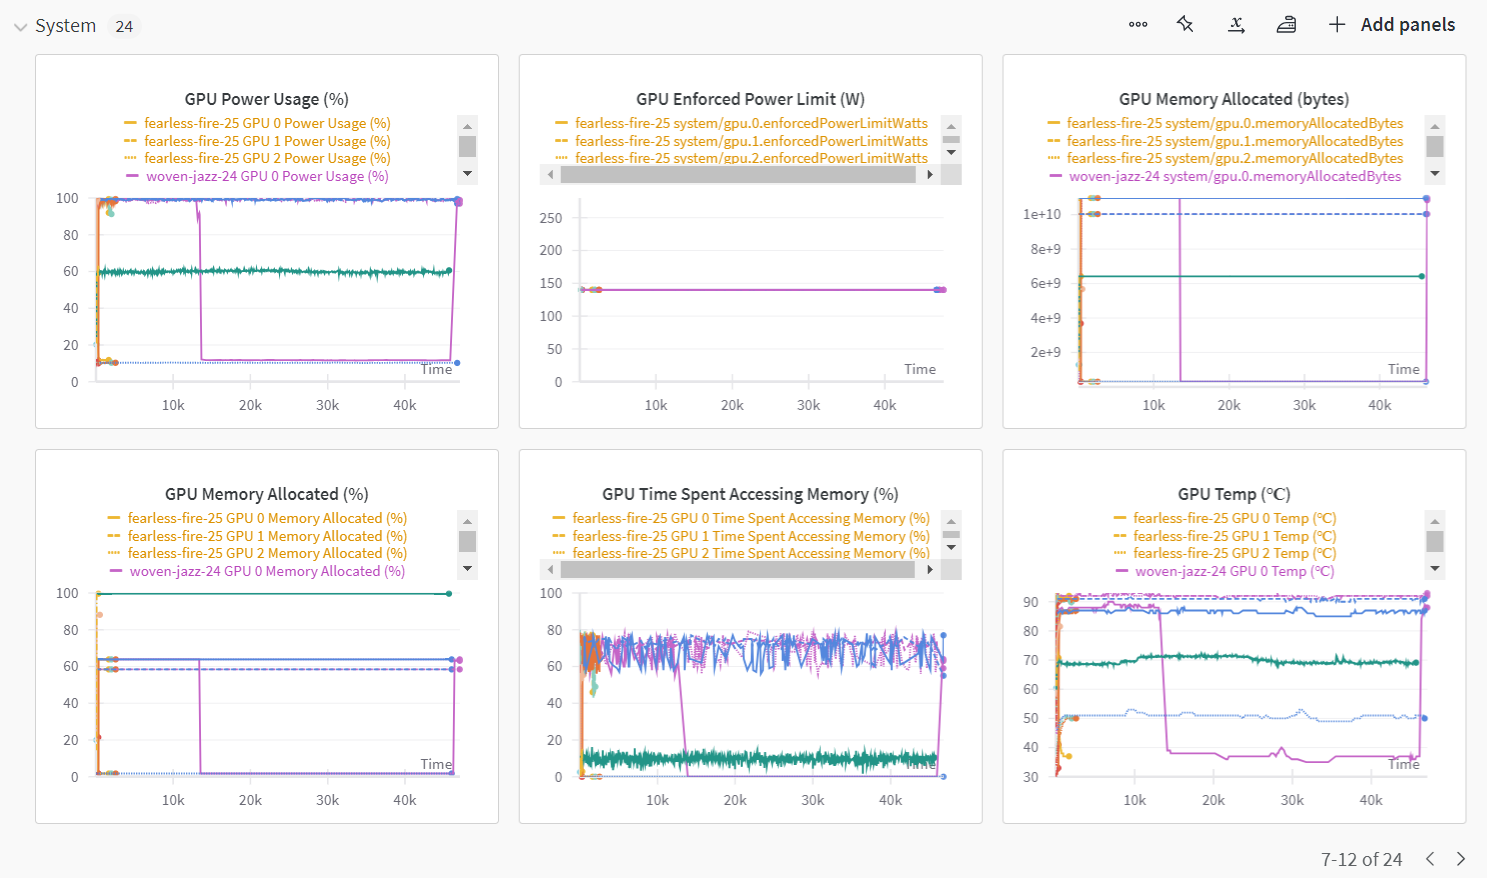 System 24
Add panels
GPU Power Usage (%)
fearless-fire-25 GPU 0 Power Usage (%)
fearless-fire-25 GPU 1 Power Usage (%)
fearless-fire-25 GPU 2 Power Usage (%)
woven-jazz-24 GPU 0 Power Usage (%)
100
80
60
40
20
0
Time
10k 20k 30k 40k
GPU Enforced Power Limit (W)
fearless-fire-25 system/gpu.0.enforcedPowerLimitWatts
fearless-fire-25 system/gpu.1.enforcedPowerLimitWatts
fearless-fire-25 system/gpu.2.enforcedPowerLimitWatts
250
200
150
100
50
0
Time
10k 20k 30k 40k
GPU Memory Allocated (bytes)
fearless-fire-25 system/gpu.0.memoryAllocatedBytes
fearless-fire-25 system/gpu.1.memoryAllocatedBytes
fearless-fire-25 system/gpu.2.memoryAllocatedBytes
woven-jazz-24 system/gpu.0.memoryAllocatedBytes
1e+10
8e+9
6e+9
4e+9
2e+9
Time
10k 20k 30k 40k
GPU Memory Allocated (%)
fearless-fire-25 GPU 0 Memory Allocated (%)
fearless-fire-25 GPU 1 Memory Allocated (%)
fearless-fire-25 GPU 2 Memory Allocated (%)
woven-jazz-24 GPU 0 Memory Allocated (%)
100
80
60
40
20
0
Time
10k 20k 30k 40k
GPU Time Spent Accessing Memory (%)
fearless-fire-25 GPU 0 Time Spent Accessing Memory (%)
fearless-fire-25 GPU 1 Time Spent Accessing Memory (%)
fearless-fire-25 GPU 2 Time Spent Accessing Memory (%)
100
80
60
40
20
0
Time
10k 20k 30k 40k
GPU Temp (℃)
fearless-fire-25 GPU 0 Temp (℃)
fearless-fire-25 GPU 1 Temp (℃)
fearless-fire-25 GPU 2 Temp (℃)
woven-jazz-24 GPU 0 Temp (℃)
90
80
70
60
50
40
30
Time
10k 20k 30k 40k
7-12 of 24